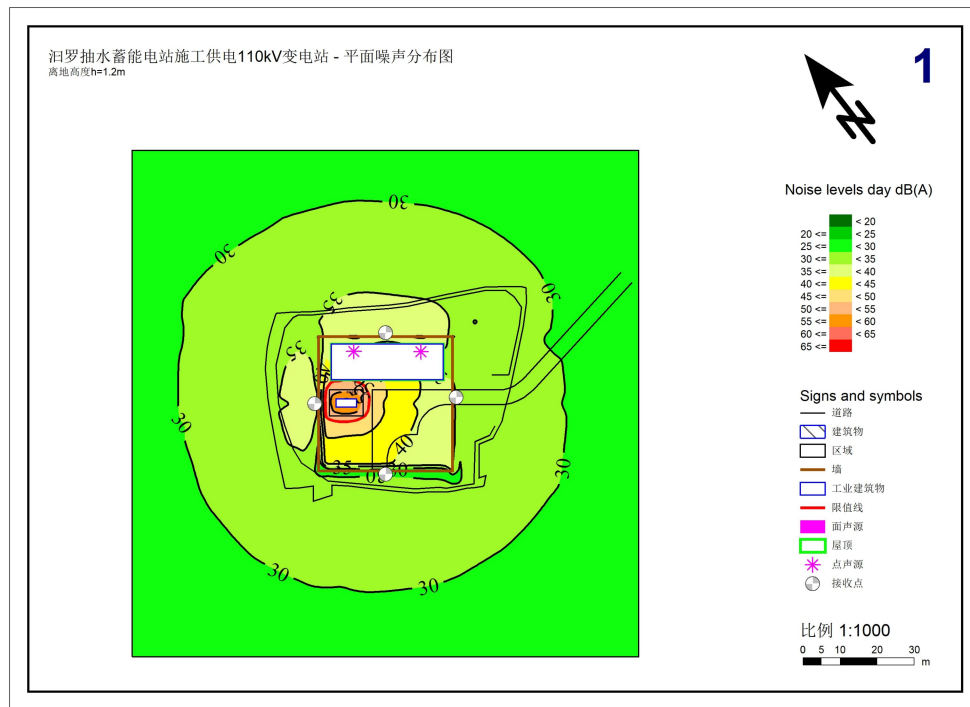 汨罗抽水蓄能电站施工供电110kV变电站 - 平面噪声分布图
离地高度h=1.2m
1
Noise levels day dB(A)
< 20
20 <= < 25
25 <= < 30
30 <= < 35
35 <= < 40
40 <= < 45
45 <= < 50
50 <= < 55
55 <= < 60
60 <= < 65
65 <=
Signs and symbols
道路
建筑物
区域
墙
工业建筑物
限值线
面声源
屋顶
点声源
接收点
比例 1:1000
0 5 10 20 30
m
30
30
30
35
35
30
40
35
30
30
30
30